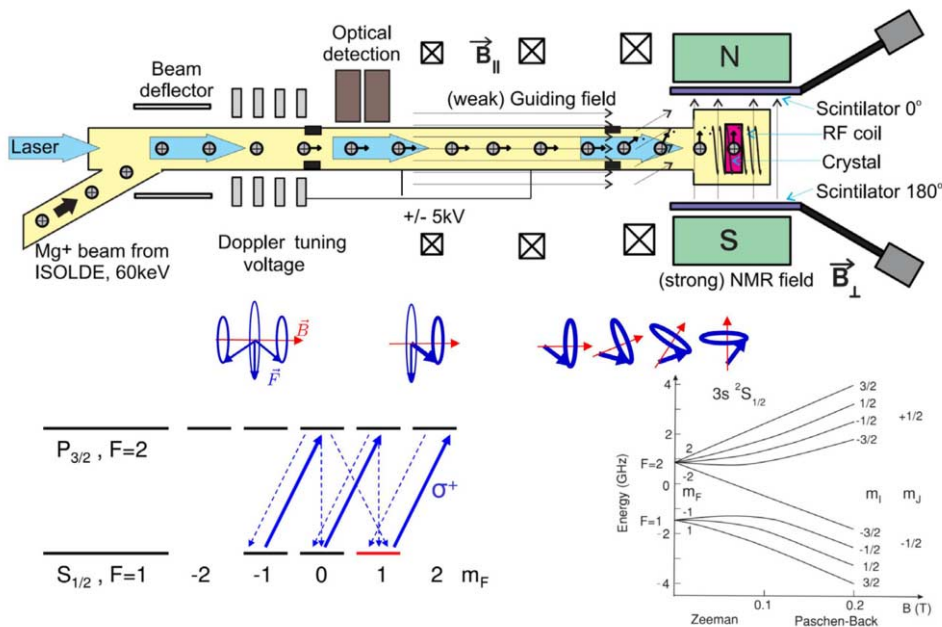 Optical
detection
B||
N
Beam
deflector
(weak) Guiding field
Scintilator 0°
RF coil
Crystal
Laser
Scintilator 180°
+/- 5kV
Mg+ beam from
ISOLDE, 60keV
Doppler tuning
voltage
S
(strong) NMR field
B⊥
B
F
P3/2, F=2
σ+
S1/2, F=1 -2 -1 0 1 2 mF
3s ²S1/2
Energy (GHz)
4
2
0
-2
-4
F=2
F=1
2
-2
mF
-1
1
3/2
1/2
-1/2
-3/2
+1/2
mI mJ
-3/2
-1/2
1/2
3/2
-1/2
0.1 0.2 B (T)
Zeeman Paschen-Back